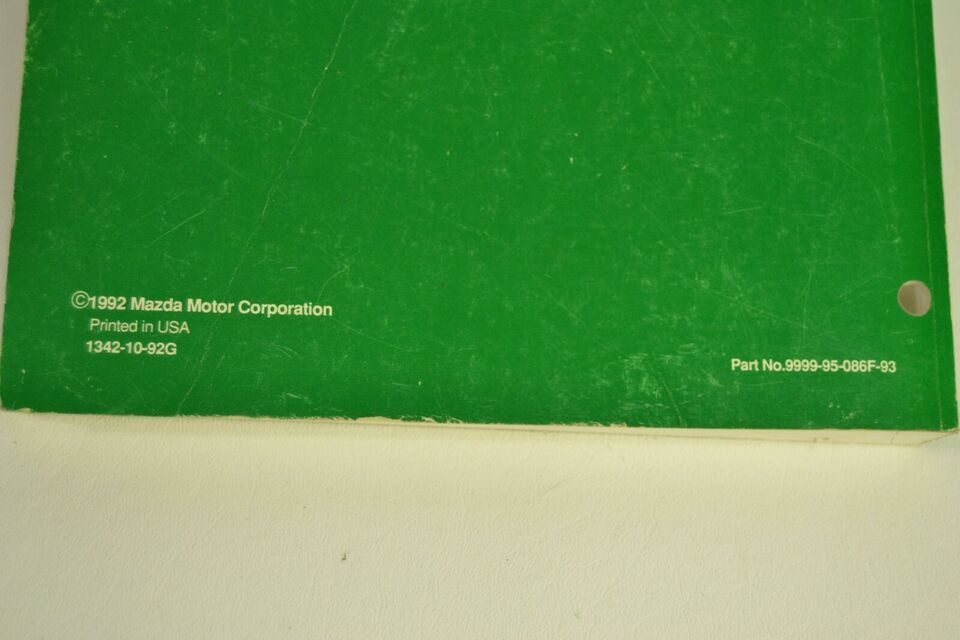 ©1992 Mazda Motor Corporation
Printed in USA
1342-10-92G
Part No.9999-95-086F-93